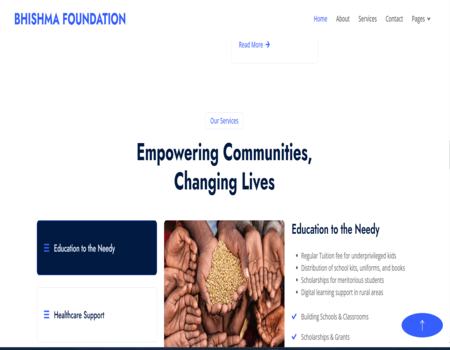 BHISHMA FOUNDATION
Home About Services Contact Pages
Read More
Our Services
Empowering Communities,
Changing Lives
Education to the Needy
Healthcare Support
Education to the Needy
Regular Tuition fee for underprivileged kids
Distribution of school kits, uniforms, and books
Scholarships for meritorious students
Digital learning support in rural areas
Building Schools & Classrooms
Scholarships & Grants